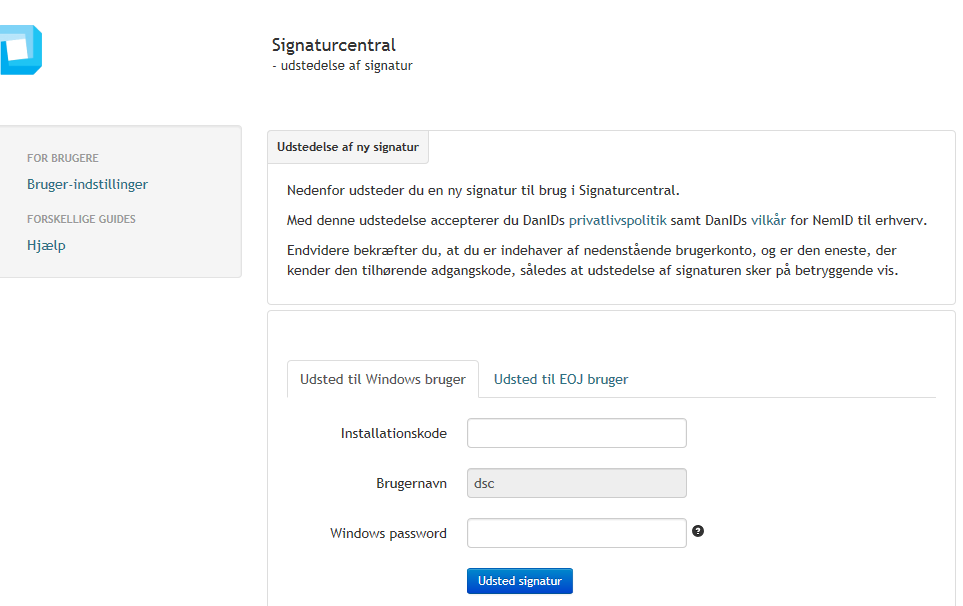 Signaturcentral
- udstedelse af signatur
FOR BRUGERE
Bruger-indstillinger
FORSKELLIGE GUIDES
Hjælp
Udstedelse af ny signatur
Nedenfor udsteder du en ny signatur til brug i Signaturcentral.
Med denne udstedelse accepterer du DanIDs privatlivspolitik samt DanIDs vilkår for NemID til erhverv.
Endvidere bekræfter du, at du er indehaver af nedenstående brugerkonto, og er den eneste, der
kender den tilhørende adgangskode, således at udstedelse af signaturen sker på betryggende vis.
Udsted til Windows bruger
Udsted til EOJ bruger
Installationskode
Brugernavn
dsc
Windows password
?
Udsted signatur